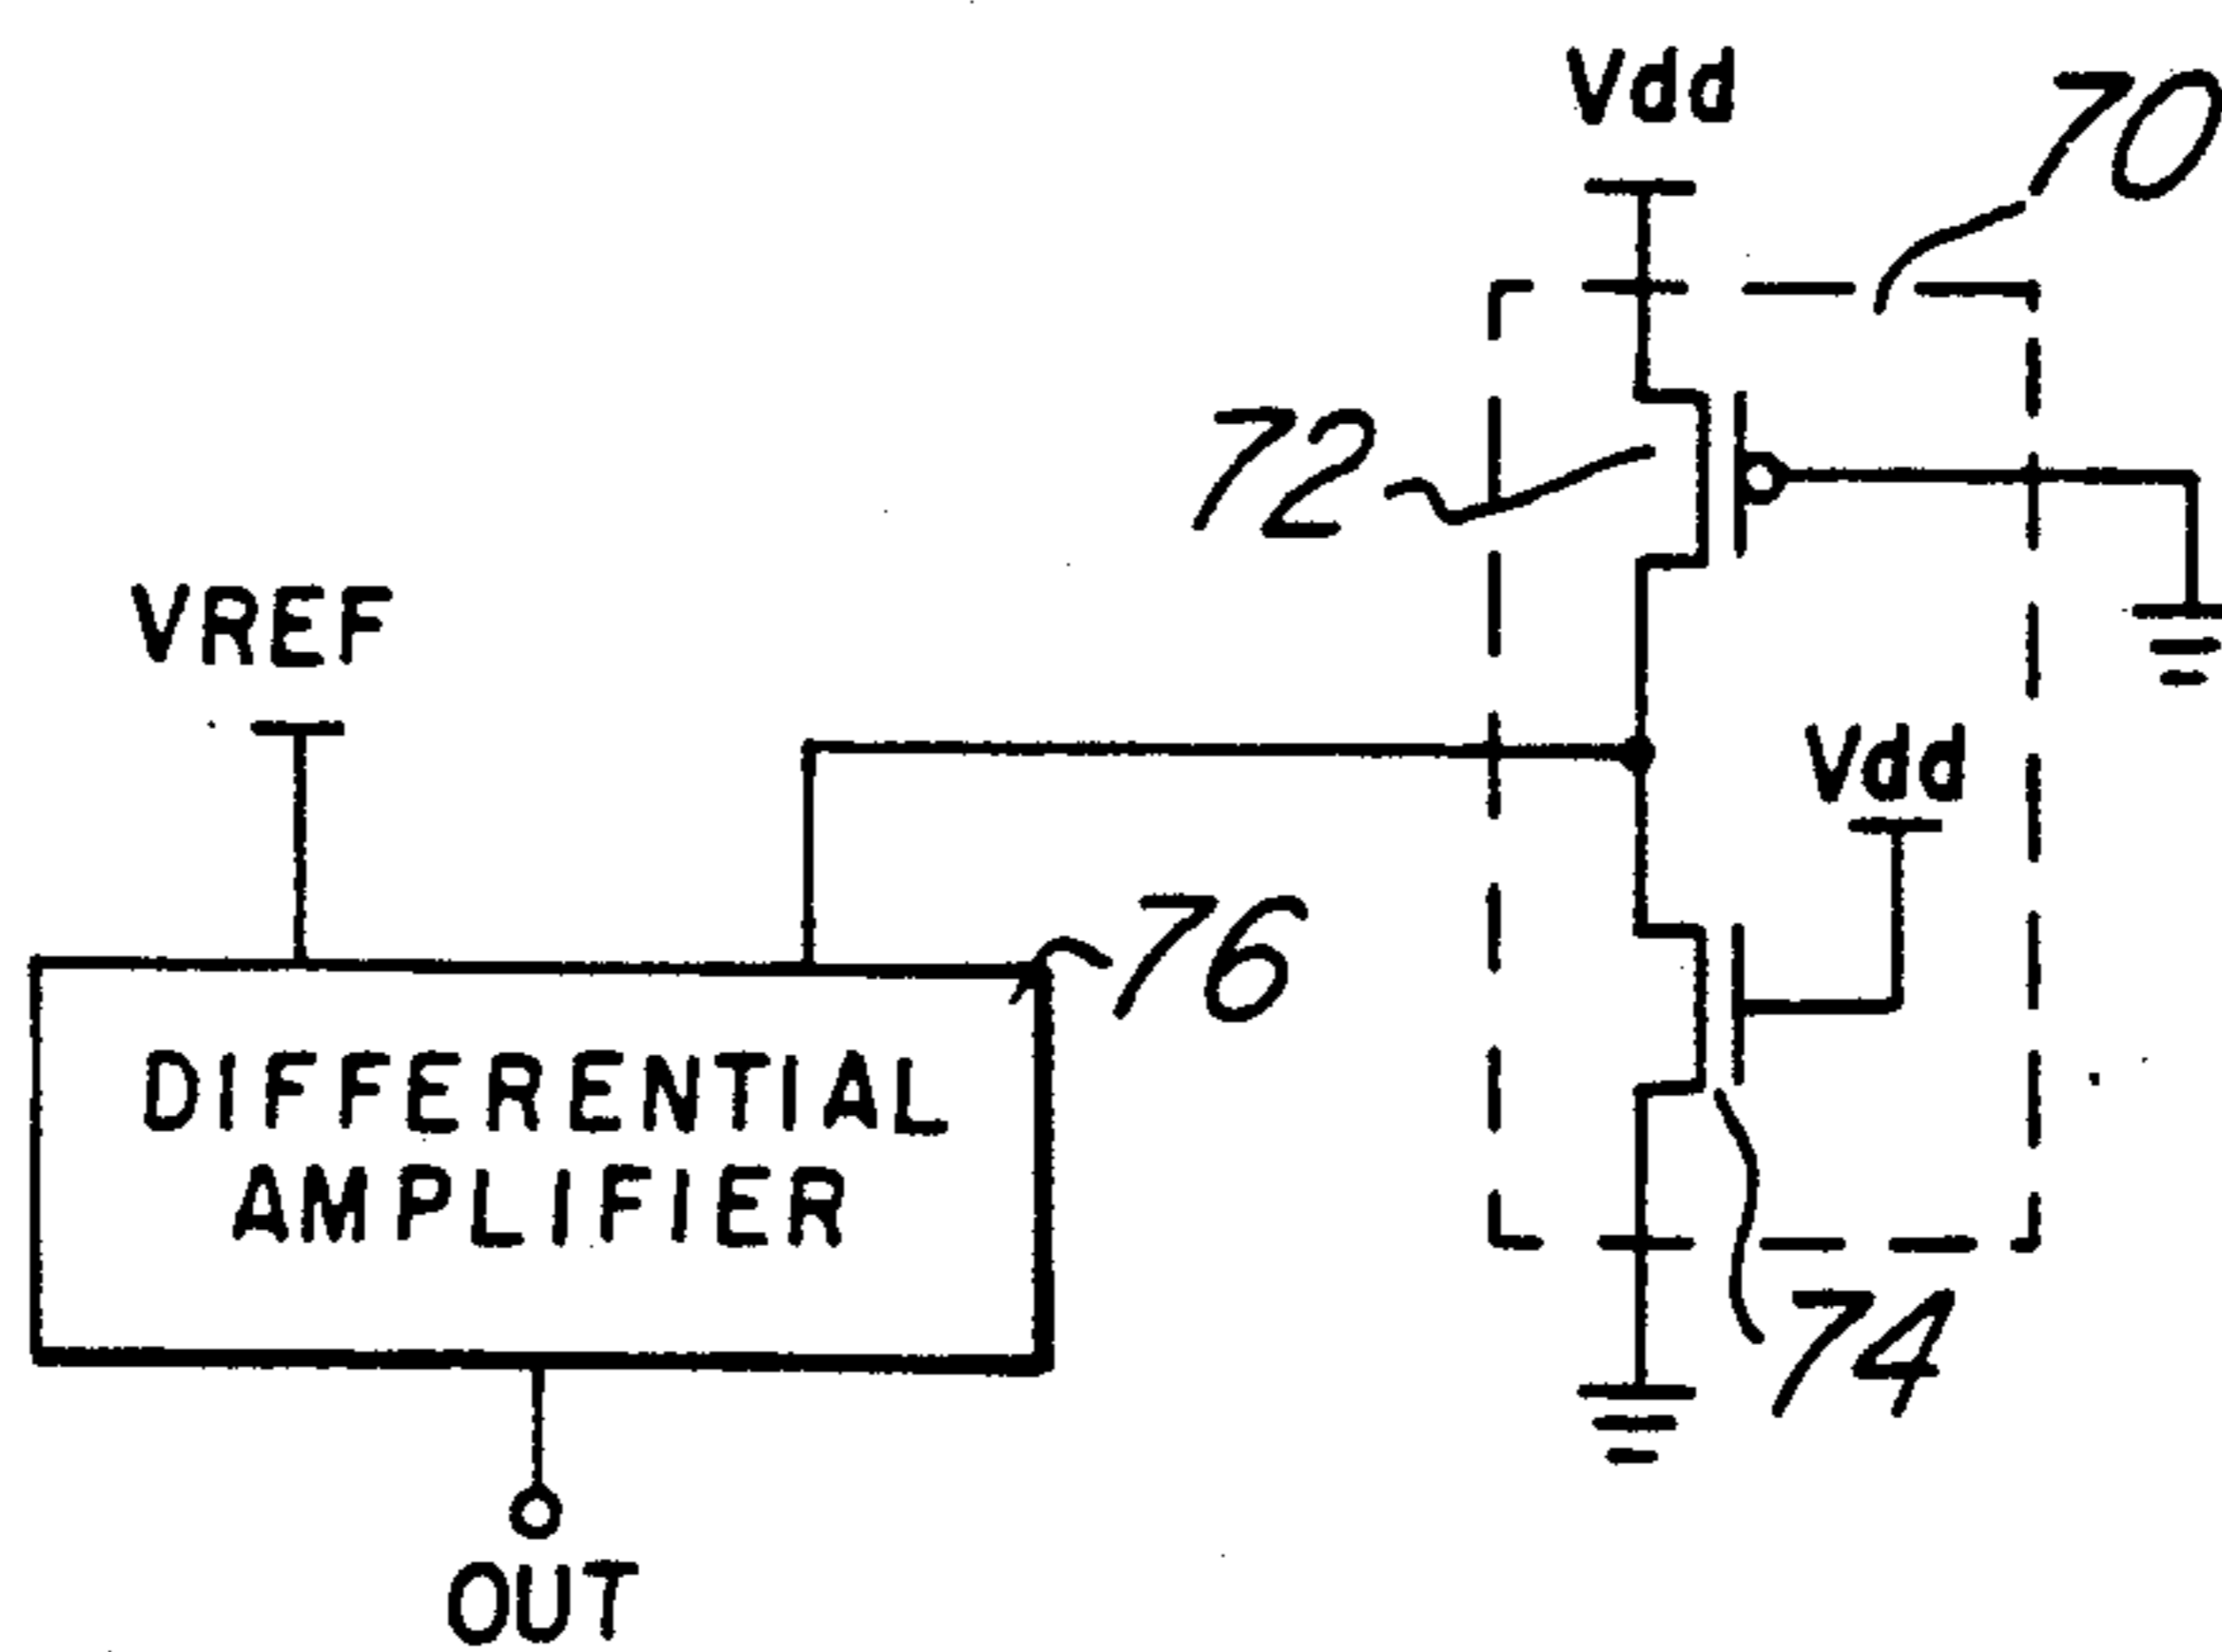 Vdd
70
72
VREF
Vdd
76
DIFFERENTIAL
AMPLIFIER
74
OUT